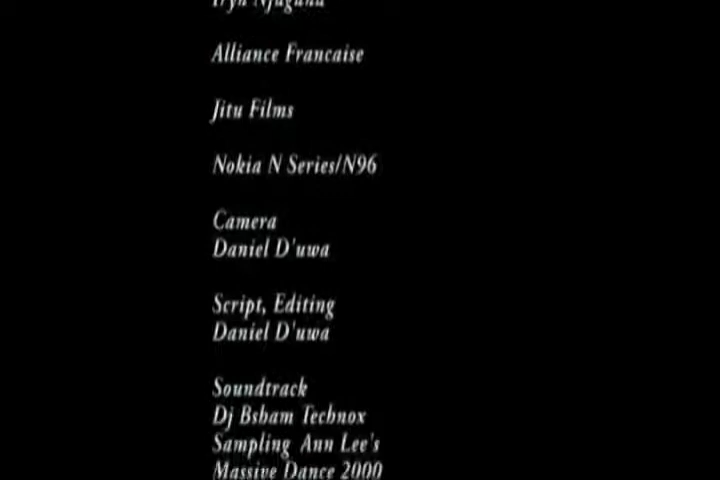 Alliance Francaise
Jitu Films
Nokia N Series/N96
Camera
Daniel D'uwa
Script, Editing
Daniel D'uwa
Soundtrack
Dj Bsham Technox
Sampling Ann Lee's
Massive Dance 2000